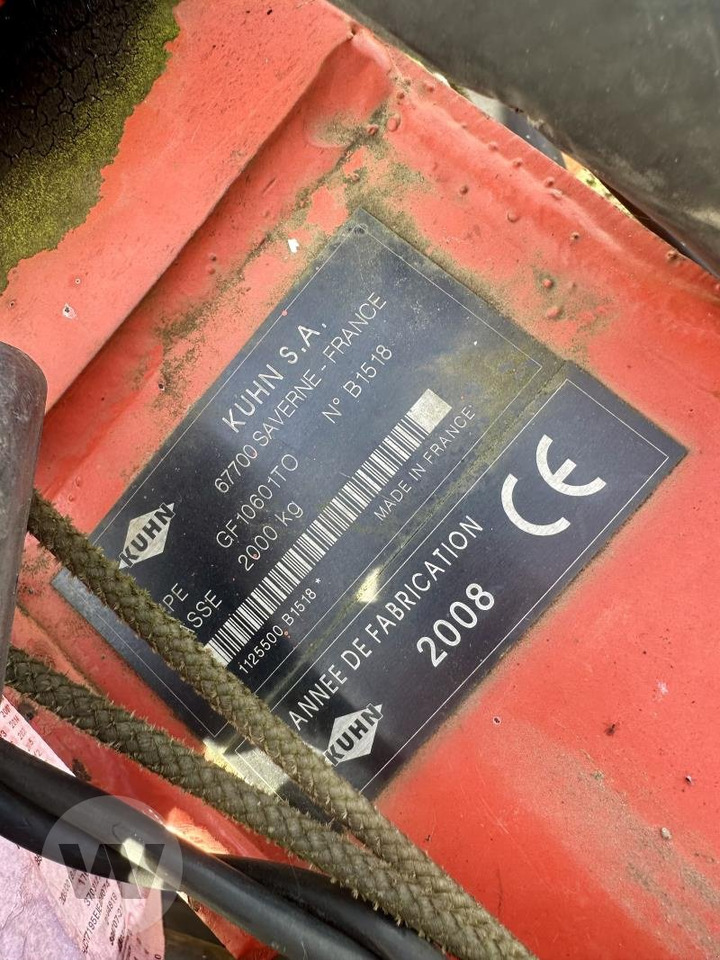 KUHN S.A.
67700 SAVERNE - FRANCE
KUHN
GF10601TO N° B1518
2000 kg
1125500 B1518 *
MADE IN FRANCE
ANNEE DE FABRICATION
2008
CE
KUHN
W